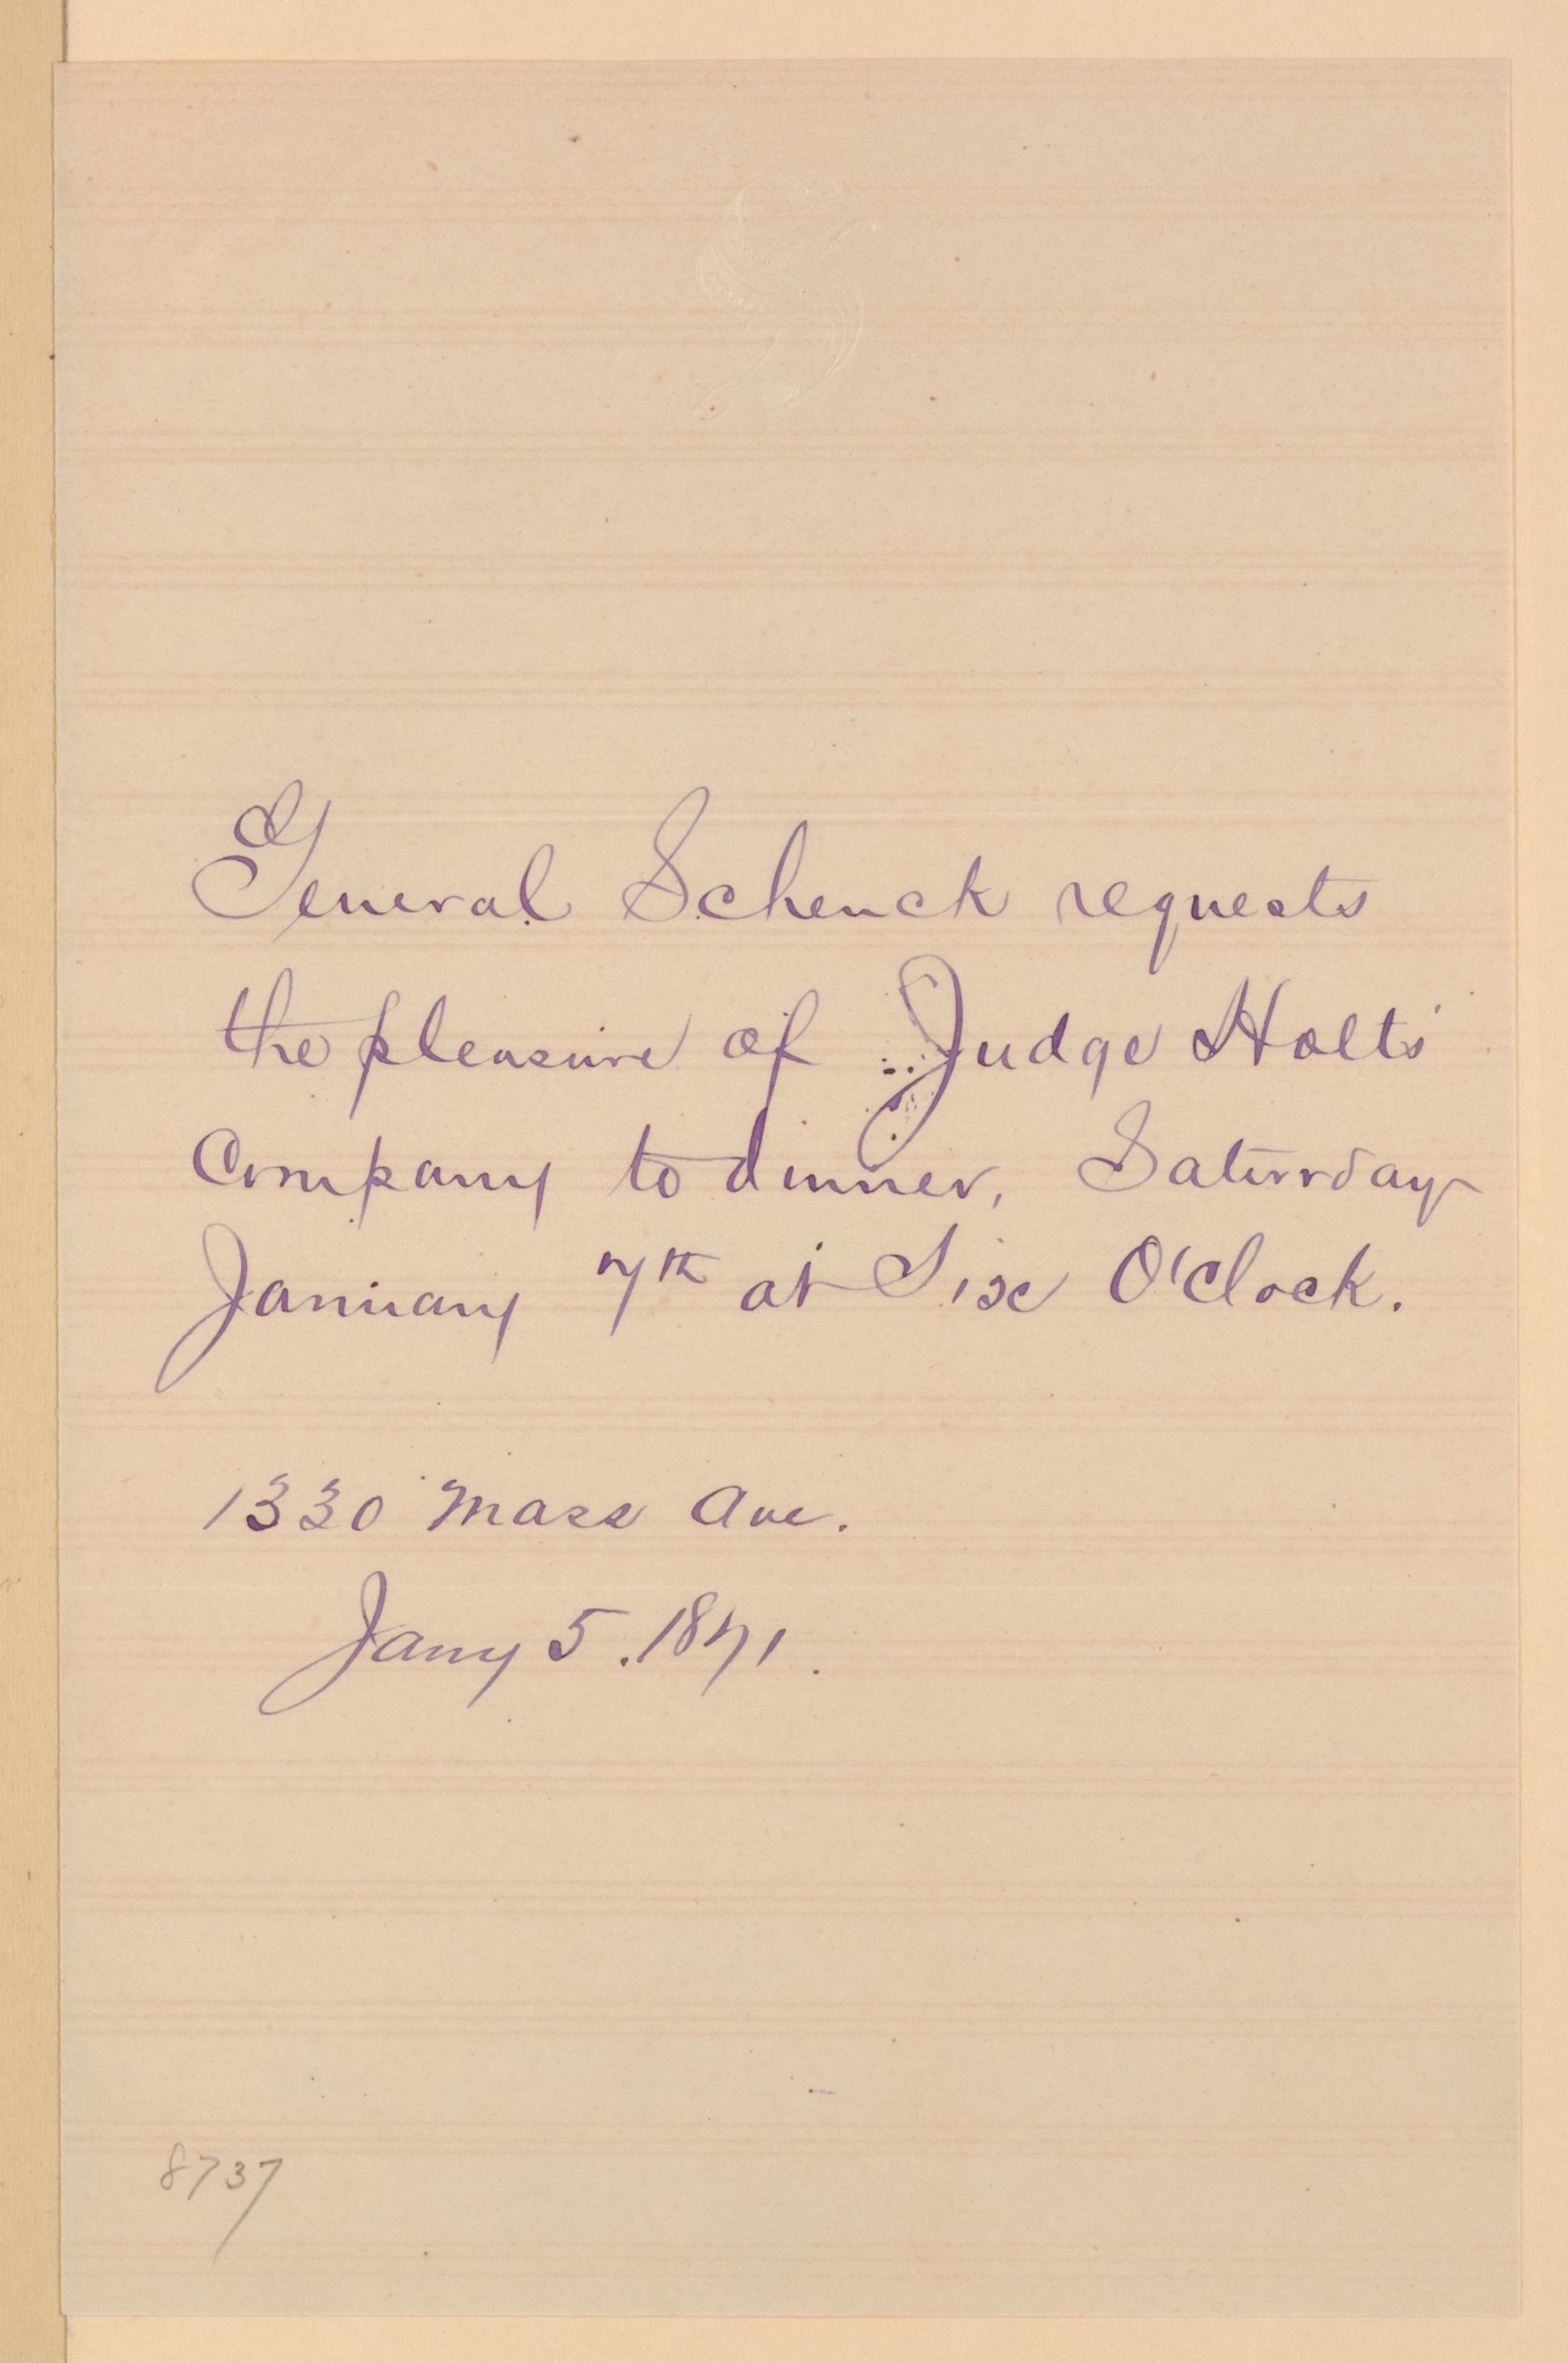 General Schenck requests
the pleasure of Judge Holts'
Company to dinner, Saturday
January 7th at Six O'Clock.
1330 Mass Ave.
Jany 5. 1871.
8737